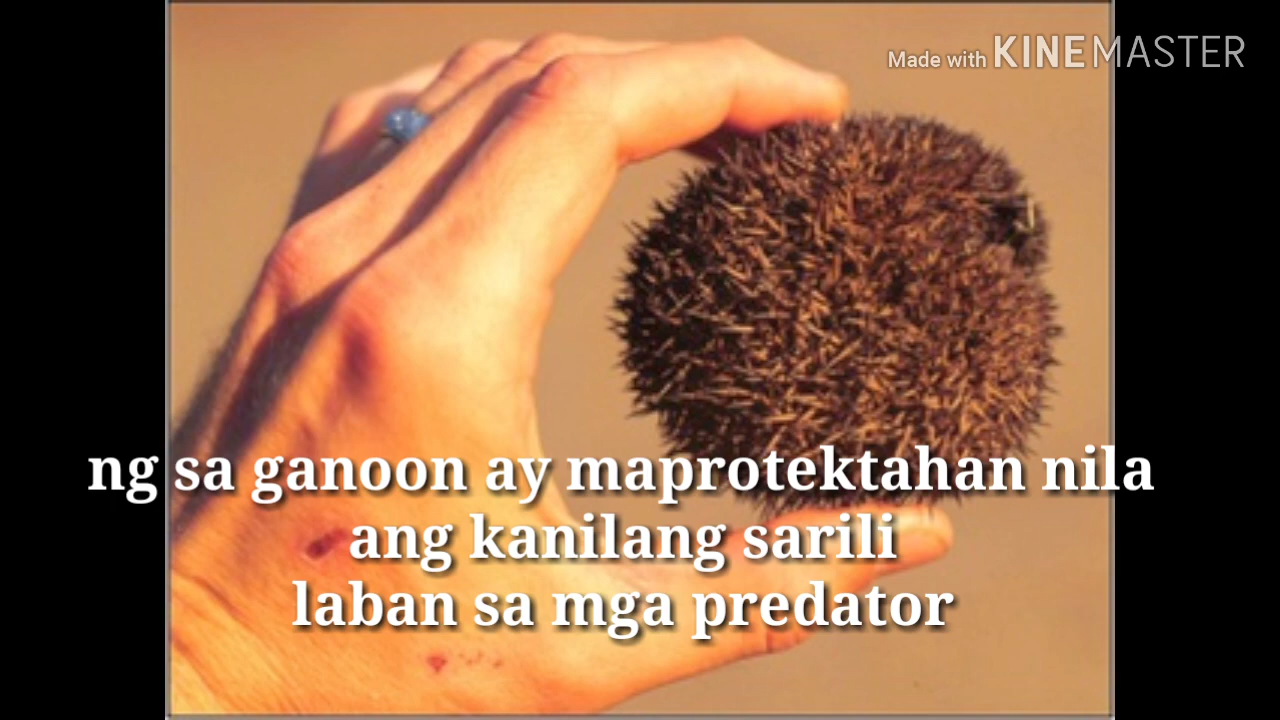 Made with KINEMASTER
ng sa ganoon ay maprotektahan nila
ang kanilang sarili
laban sa mga predator